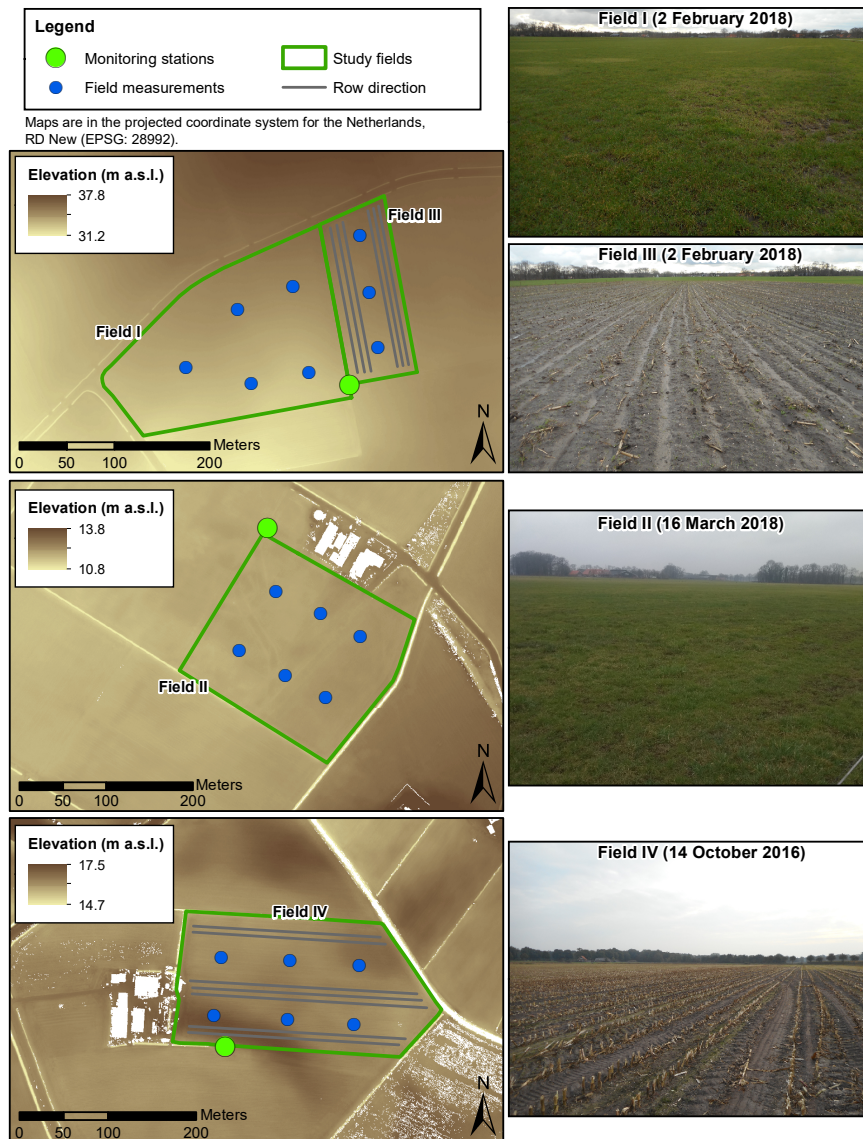 Legend
Monitoring stations
Study fields
Field measurements
Row direction
Maps are in the projected coordinate system for the Netherlands,
RD New (EPSG: 28992).
Elevation (m a.s.l.)
37.8
31.2
Field III
Field I
N
Meters
0 50 100 200
Elevation (m a.s.l.)
13.8
10.8
Field II
N
Meters
0 50 100 200
Elevation (m a.s.l.)
17.5
14.7
Field IV
N
Meters
0 50 100 200
Field I (2 February 2018)
Field III (2 February 2018)
Field II (16 March 2018)
Field IV (14 October 2016)